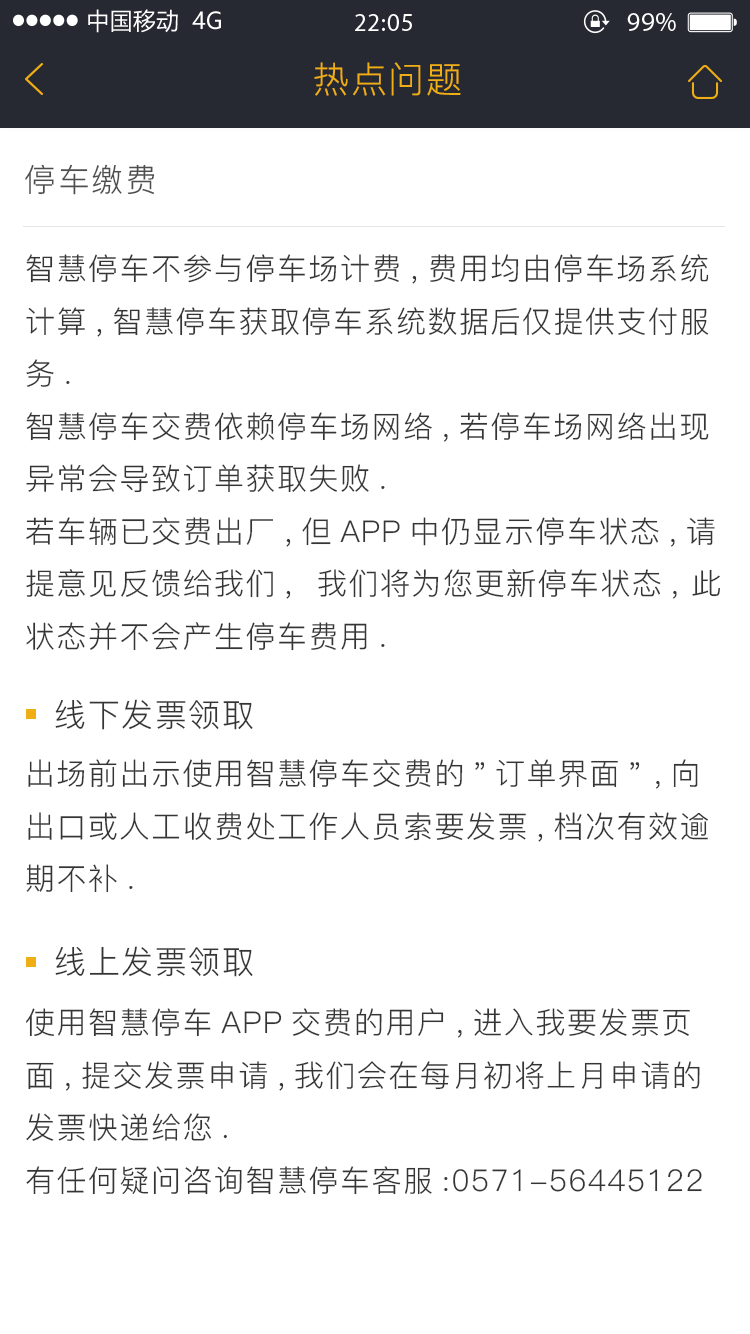 中国移动 4G 22:05 99%
热点问题
停车缴费
智慧停车不参与停车场计费 , 费用均由停车场系统
计算 , 智慧停车获取停车系统数据后仅提供支付服
务 .
智慧停车交费依赖停车场网络 , 若停车场网络出现
异常会导致订单获取失败 .
若车辆已交费出厂 , 但 APP 中仍显示停车状态 , 请
提意见反馈给我们 , 我们将为您更新停车状态 , 此
状态并不会产生停车费用 .
线下发票领取
出场前出示使用智慧停车交费的 ” 订单界面 ” , 向
出口或人工收费处工作人员索要发票 , 档次有效逾
期不补 .
线上发票领取
使用智慧停车 APP 交费的用户 , 进入我要发票页
面 , 提交发票申请 , 我们会在每月初将上月申请的
发票快递给您 .
有任何疑问咨询智慧停车客服 :0571-56445122